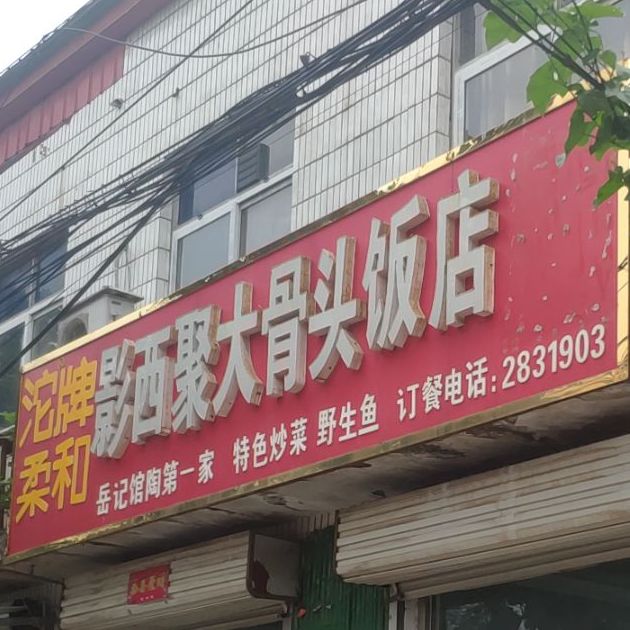 沱牌
柔和
影西聚大骨头饭店
岳记馆陶第一家 特色炒菜 野生鱼 订餐电话:2831903